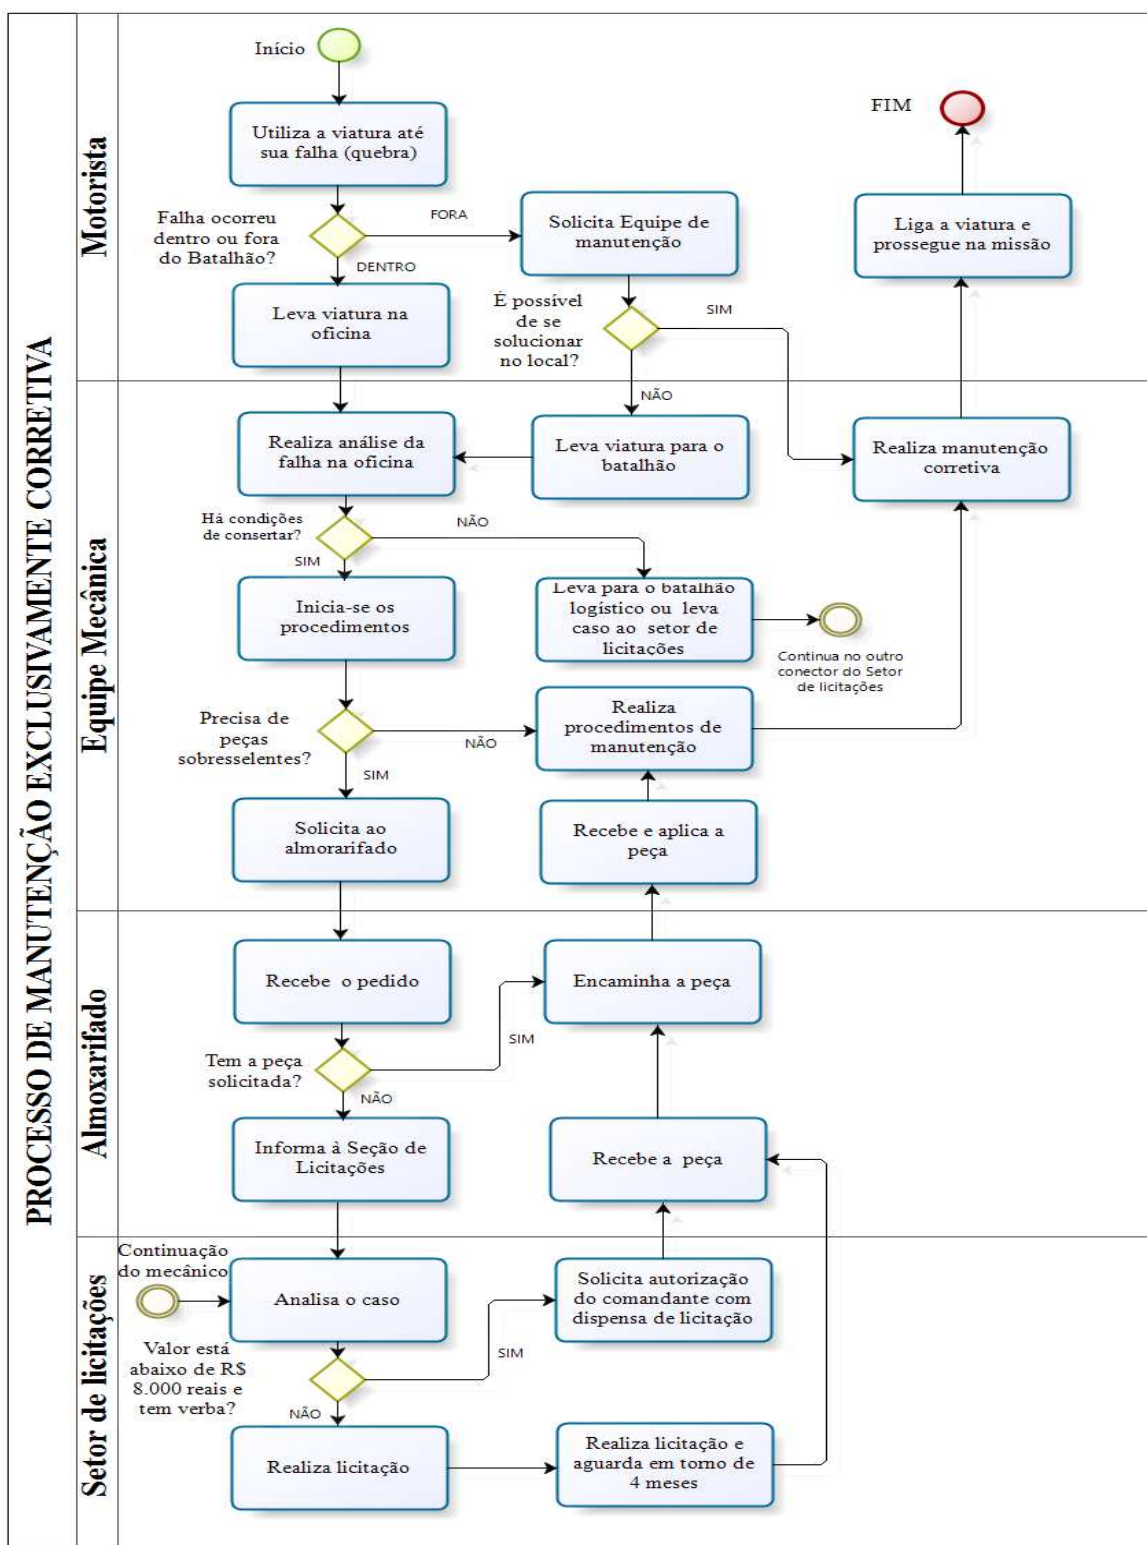 PROCESSO DE MANUTENÇÃO EXCLUSIVAMENTE CORRETIVA
Motorista
Início
Utiliza a viatura até
sua falha (quebra)
Falha ocorreu
dentro ou fora
do Batalhão?
FORA
DENTRO
Solicita Equipe de
manutenção
Leva viatura na
oficina
É possível
de se
solucionar
no local?
SIM
NÃO
FIM
Liga a viatura e
prossegue na missão
Equipe Mecânica
Realiza análise da
falha na oficina
Leva viatura para o
batalhão
Realiza manutenção
corretiva
Há condições
de consertar?
NÃO
SIM
Inicia-se os
procedimentos
Leva para o batalhão
logístico ou leva
caso ao setor de
licitações
Continua no outro
conector do Setor
de licitações
Precisa de
peças
sobresselentes?
NÃO
SIM
Realiza
procedimentos de
manutenção
Solicita ao
almorarifado
Recebe e aplica a
peça
Almoxarifado
Recebe o pedido
Encaminha a peça
Tem a peça
solicitada?
SIM
NÃO
Informa à Seção de
Licitações
Recebe a peça
Setor de licitações
Continuação
do mecânico
Analisa o caso
Solicita autorização
do comandante com
dispensa de licitação
Valor está
abaixo de R$
8.000 reais e
tem verba?
SIM
NÃO
Realiza licitação
Realiza licitação e
aguarda em torno de
4 meses